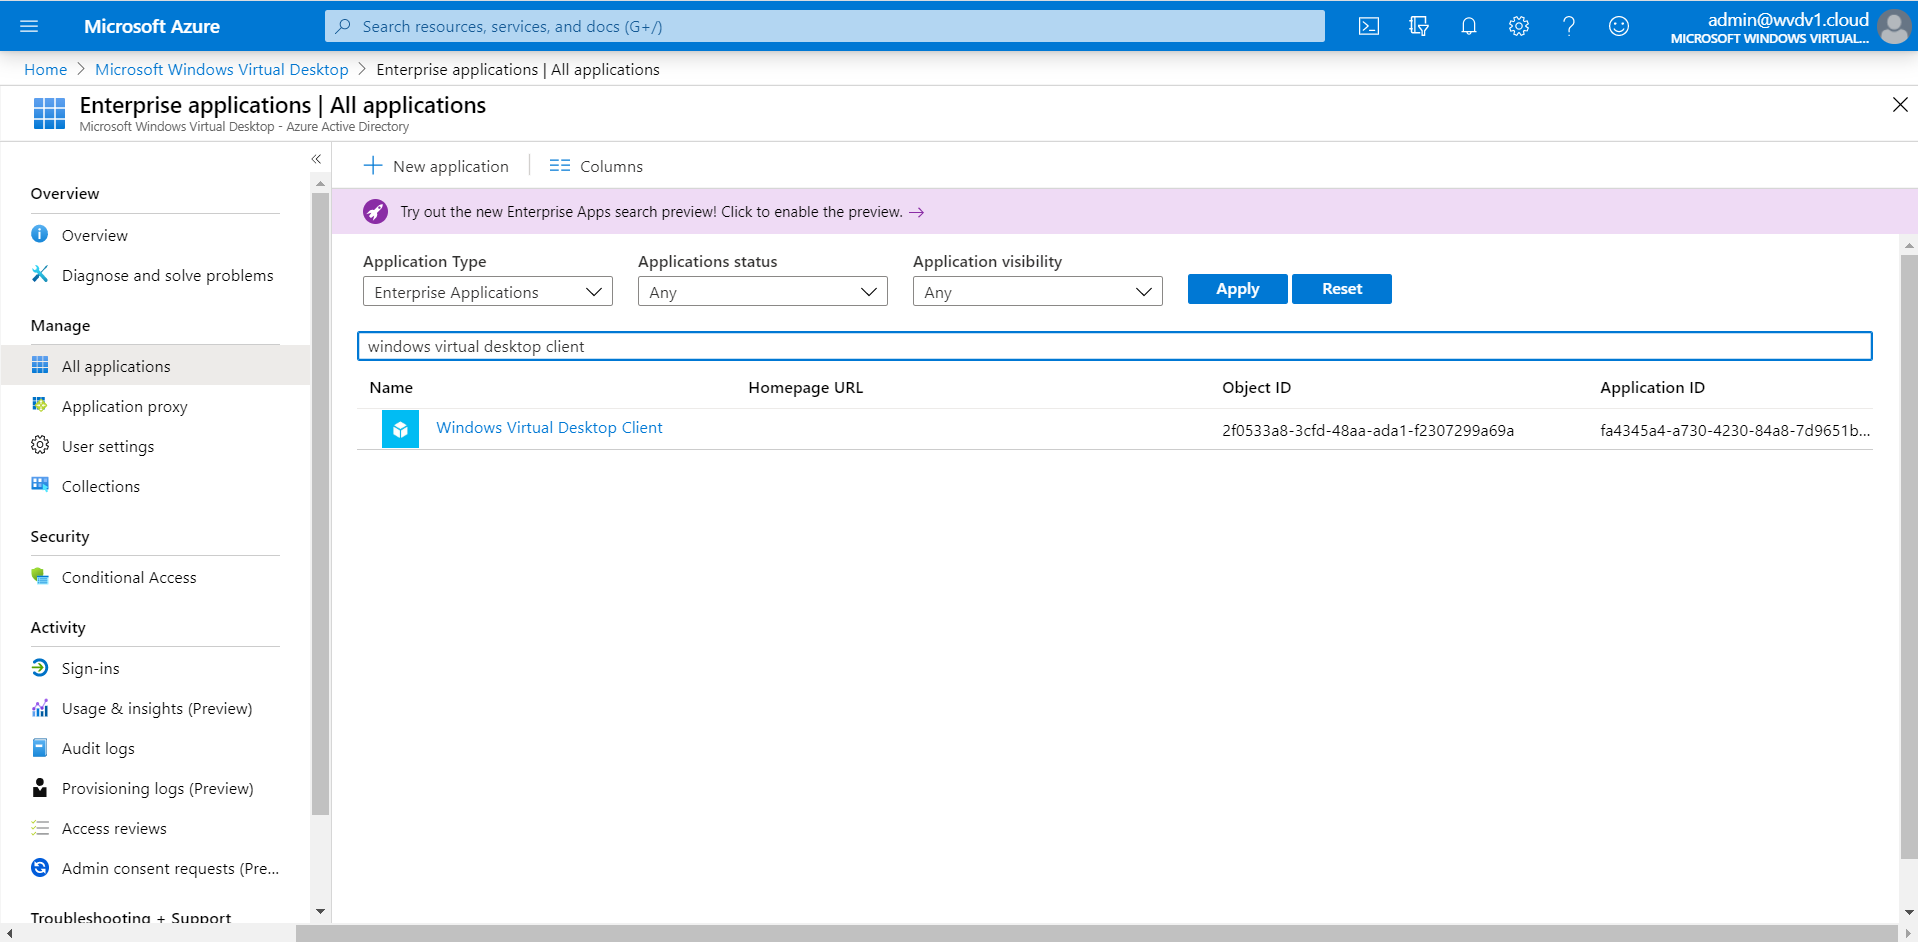 Microsoft Azure
Search resources, services, and docs (G+/)
admin@wvdv1.cloud
MICROSOFT WINDOWS VIRTUAL...
Home > Microsoft Windows Virtual Desktop > Enterprise applications | All applications
Enterprise applications | All applications
Microsoft Windows Virtual Desktop - Azure Active Directory
Overview
Overview
Diagnose and solve problems
Manage
All applications
Application proxy
User settings
Collections
Security
Conditional Access
Activity
Sign-ins
Usage & insights (Preview)
Audit logs
Provisioning logs (Preview)
Access reviews
Admin consent requests (Pre...
Troubleshooting + Support
New application
Columns
Try out the new Enterprise Apps search preview! Click to enable the preview. →
Application Type
Applications status
Application visibility
Enterprise Applications
Any
Any
Apply
Reset
windows virtual desktop client
Name Homepage URL Object ID Application ID
Windows Virtual Desktop Client 2f0533a8-3cfd-48aa-ada1-f2307299a69a fa4345a4-a730-4230-84a8-7d9651b...